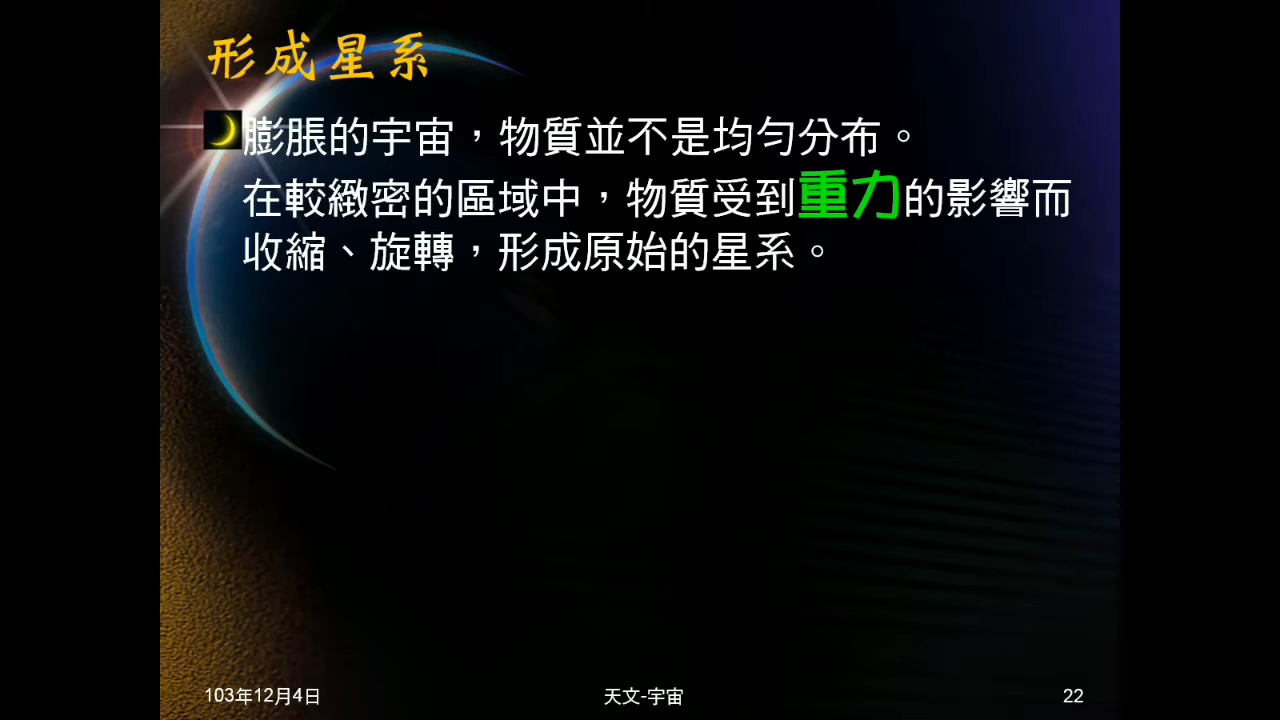 形成星系
膨脹的宇宙，物質並不是均勻分布。
在較緻密的區域中，物質受到重力的影響而
收縮、旋轉，形成原始的星系。
103年12月4日
天文-宇宙
22